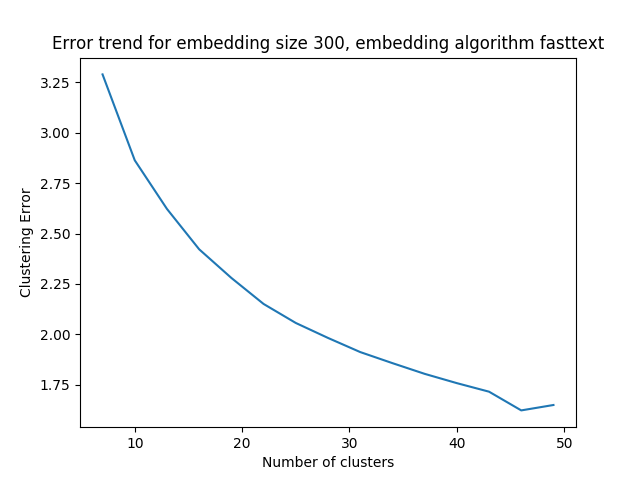 Error trend for embedding size 300, embedding algorithm fasttext
3.25
3.00
2.75
2.50
2.25
2.00
1.75
Clustering Error
10 20 30 40 50
Number of clusters